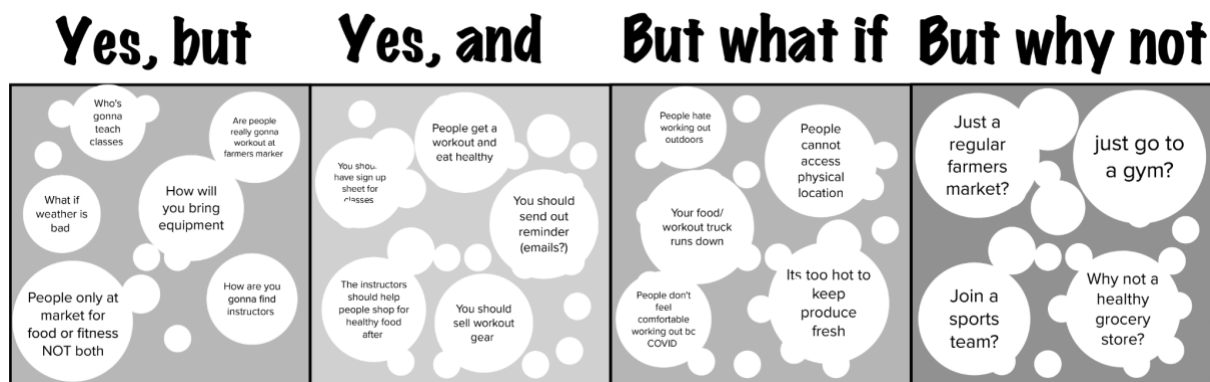 Yes, but
Who's
gonna
teach
classes
Are people
really gonna
workout at
farmers marker
What if
weather is
bad
How will
you bring
equipment
People only at
market for
food or fitness
NOT both
How are you
gonna find
instructors
Yes, and
People get a
workout and
eat healthy
You should
have sign up
sheet for
classes
You should
send out
reminder
(emails?)
The instructors
should help
people shop for
healthy food
after
You should
sell workout
gear
But what if
People hate
working out
outdoors
People
cannot
access
physical
location
Your food/
workout truck
runs down
People don't
feel
comfortable
working out bc
COVID
Its too hot to
keep
produce
fresh
But why not
Just a
regular
farmers
market?
just go to
a gym?
Join a
sports
team?
Why not a
healthy
grocery
store?